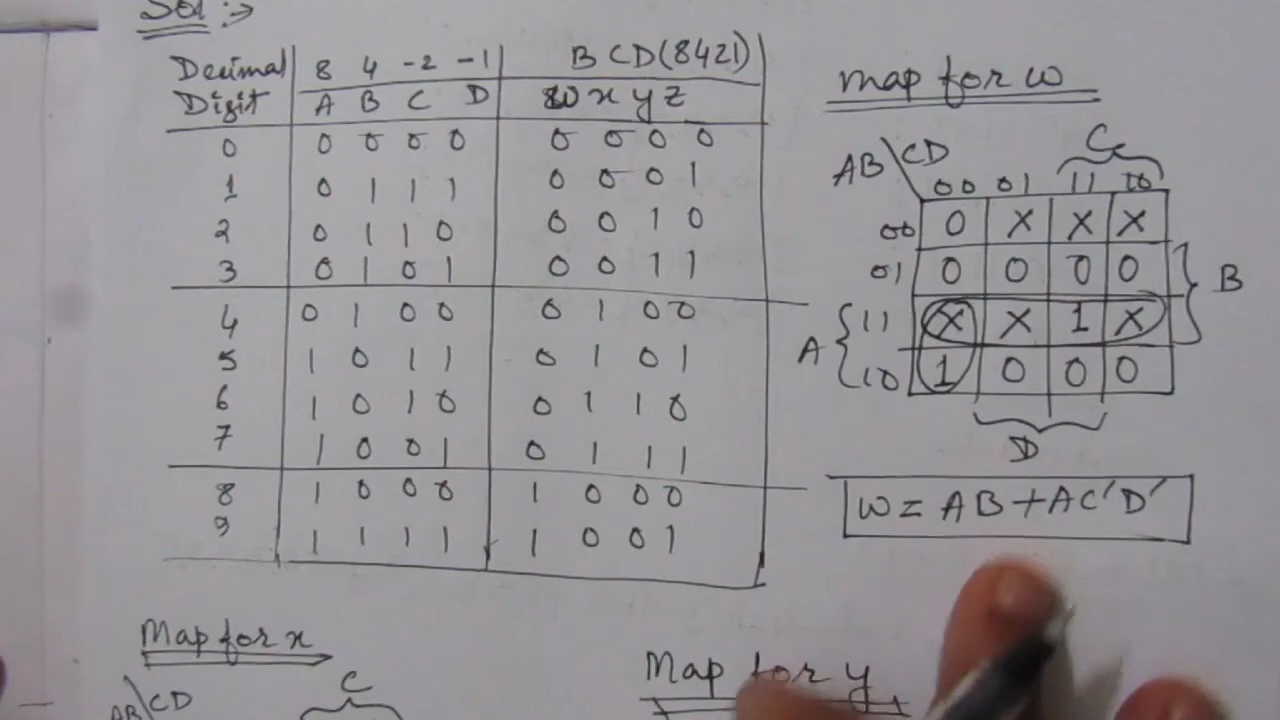 Sol :->
Decimal 8 4 -2 -1 BCD(8421)
Digit A B C D w x y z
0 0 0 0 0 0 0 0 0
1 0 1 1 1 0 0 0 1
2 0 1 1 0 0 0 1 0
3 0 1 0 1 0 0 1 1
4 0 1 0 0 0 1 0 0
5 1 0 1 1 0 1 0 1
6 1 0 1 0 0 1 1 0
7 1 0 0 1 0 1 1 1
8 1 0 0 0 1 0 0 0
9 1 1 1 1 1 0 0 1
Map for w
C
AB\CD
00 01 11 10
00 0 X X X
01 0 0 0 0
B
11 X X 1 X
A
10 1 0 0 0
D
w = AB + AC'D'
Map for x
C
AB\CD
Map for y